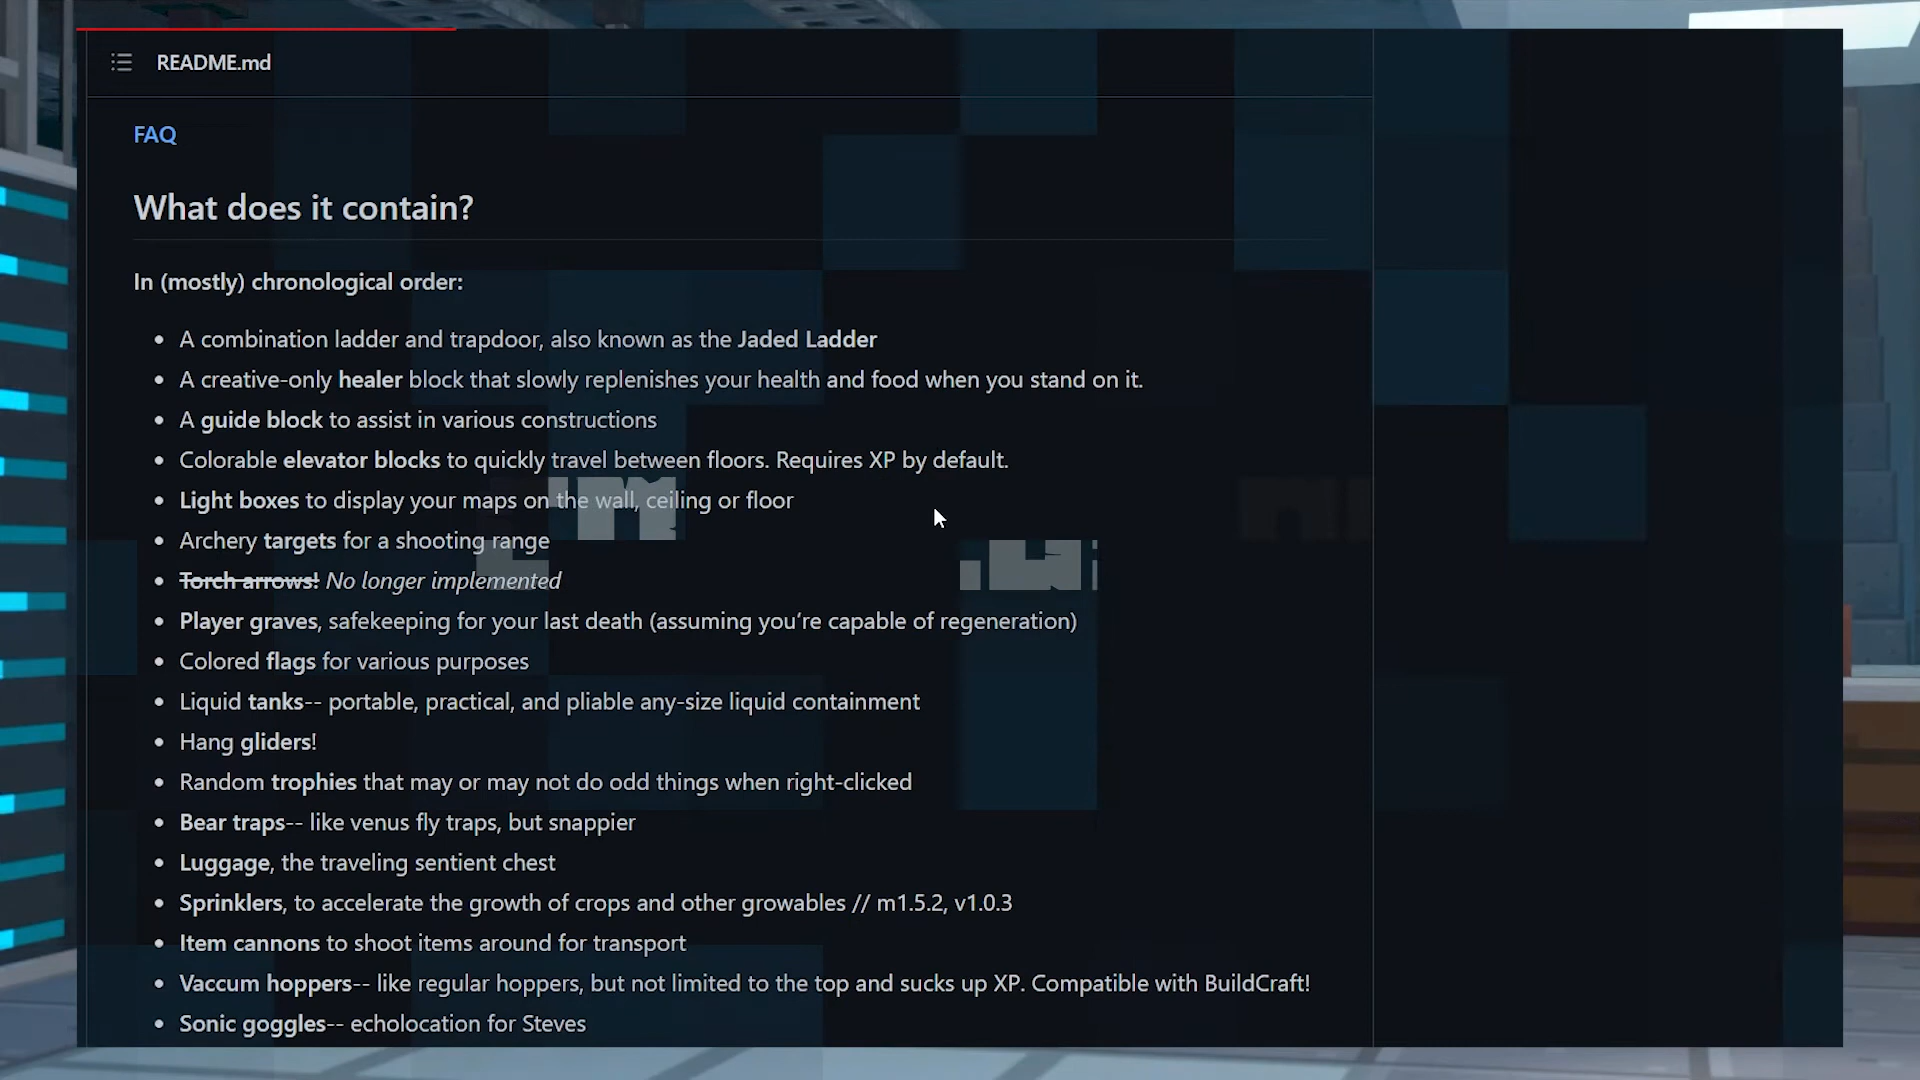 README.md
FAQ
What does it contain?
In (mostly) chronological order:
A combination ladder and trapdoor, also known as the Jaded Ladder
A creative-only healer block that slowly replenishes your health and food when you stand on it.
A guide block to assist in various constructions
Colorable elevator blocks to quickly travel between floors. Requires XP by default.
Light boxes to display your maps on the wall, ceiling or floor
Archery targets for a shooting range
Torch arrows! No longer implemented
Player graves, safekeeping for your last death (assuming you’re capable of regeneration)
Colored flags for various purposes
Liquid tanks-- portable, practical, and pliable any-size liquid containment
Hang gliders!
Random trophies that may or may not do odd things when right-clicked
Bear traps-- like venus fly traps, but snappier
Luggage, the traveling sentient chest
Sprinklers, to accelerate the growth of crops and other growables // m1.5.2, v1.0.3
Item cannons to shoot items around for transport
Vaccum hoppers-- like regular hoppers, but not limited to the top and sucks up XP. Compatible with BuildCraft!
Sonic goggles-- echolocation for Steves